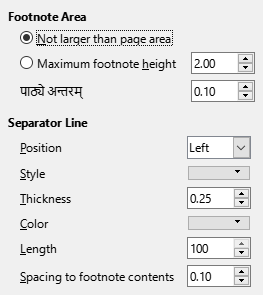 Footnote Area
Not larger than page area
Maximum footnote height 2.00
पाठ्ये अन्तरम् 0.10
Separator Line
Position Left
Style
Thickness 0.25
Color
Length 100
Spacing to footnote contents 0.10